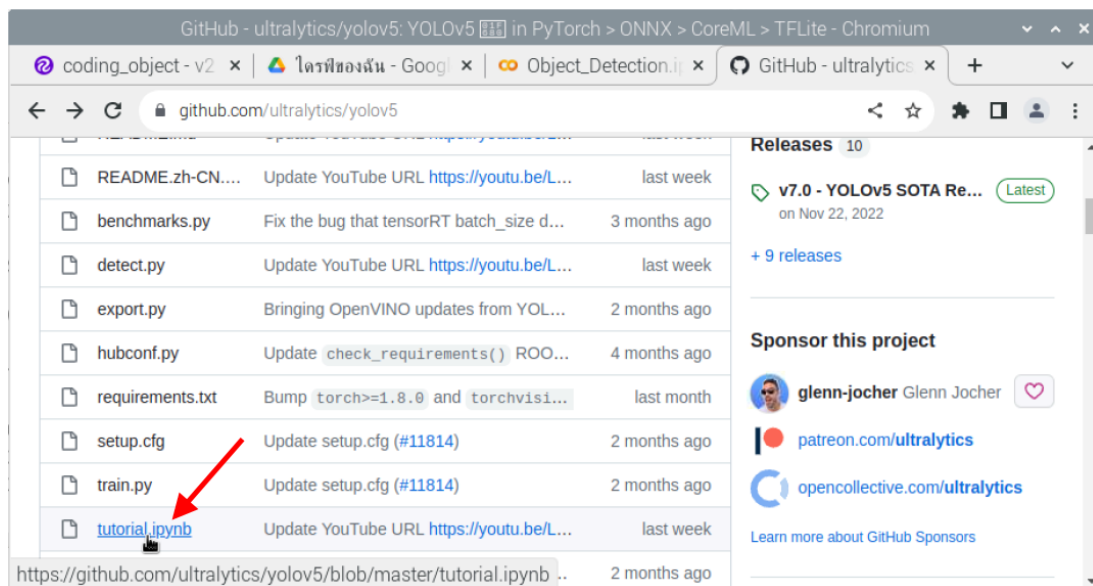 GitHub - ultralytics/yolov5: YOLOv5 in PyTorch > ONNX > CoreML > TFLite - Chromium
coding_object - v2
ไดรฟ์ของฉัน - Googl
Object_Detection.i
GitHub - ultralytics
github.com/ultralytics/yolov5
README.zh-CN.... Update YouTube URL https://youtu.be/L... last week
benchmarks.py Fix the bug that tensorRT batch_size d... 3 months ago
detect.py Update YouTube URL https://youtu.be/L... last week
export.py Bringing OpenVINO updates from YOL... 2 months ago
hubconf.py Update check_requirements() ROO... 4 months ago
requirements.txt Bump torch>=1.8.0 and torchvisi... last month
setup.cfg Update setup.cfg (#11814) 2 months ago
train.py Update setup.cfg (#11814) 2 months ago
tutorial.ipynb Update YouTube URL https://youtu.be/L... last week
2 months ago
https://github.com/ultralytics/yolov5/blob/master/tutorial.ipynb
Releases 10
v7.0 - YOLOv5 SOTA Re... Latest
on Nov 22, 2022
+ 9 releases
Sponsor this project
glenn-jocher Glenn Jocher
patreon.com/ultralytics
opencollective.com/ultralytics
Learn more about GitHub Sponsors